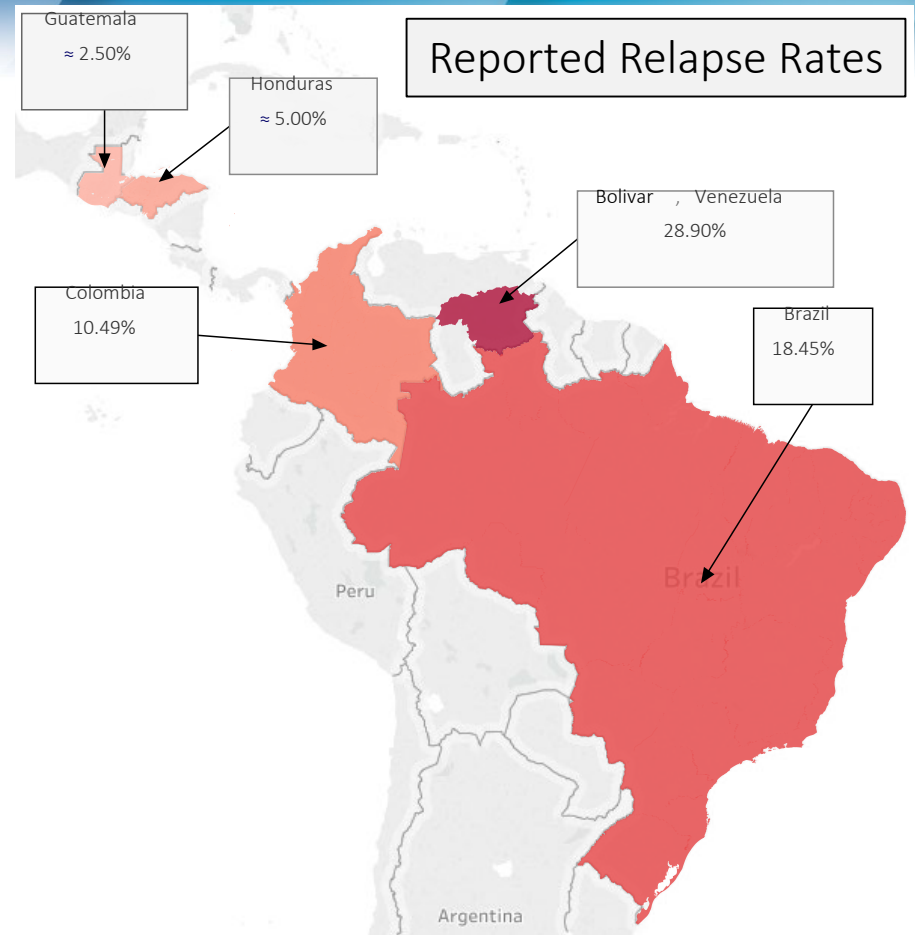 Reported Relapse Rates
Guatemala
≈ 2.50%
Honduras
≈ 5.00%
Bolivar , Venezuela
28.90%
Colombia
10.49%
Brazil
18.45%
Brazil
Peru
Argentina